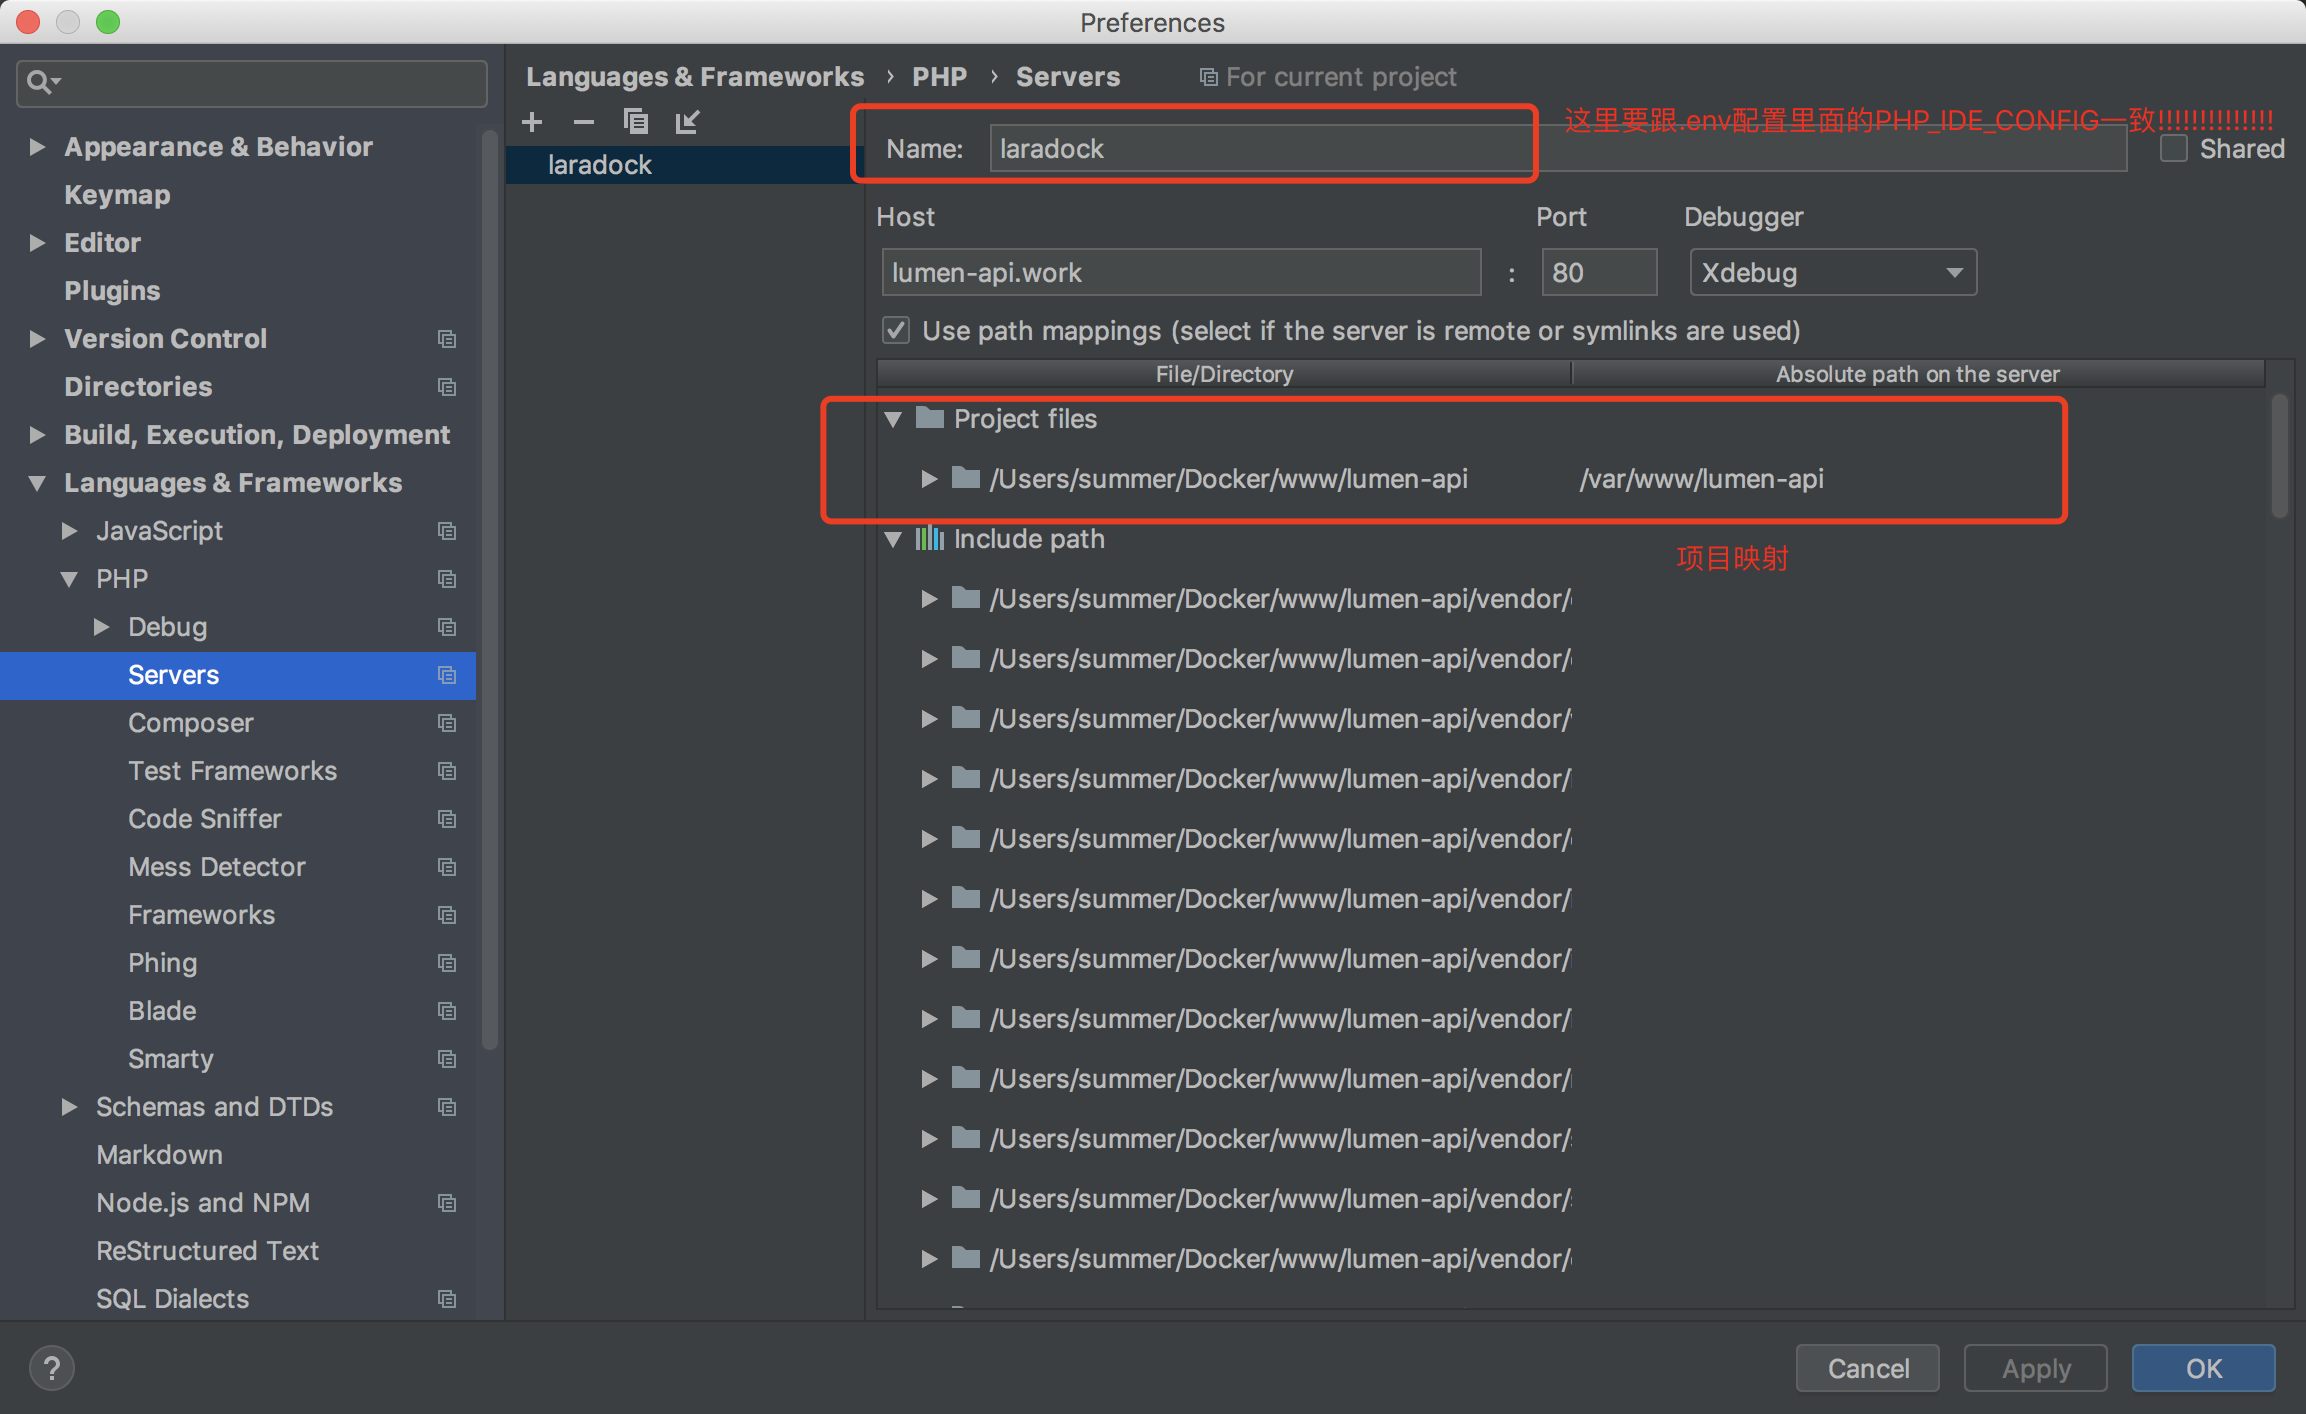 Preferences
Languages & Frameworks › PHP › Servers For current project
Appearance & Behavior
Keymap
Editor
Plugins
Version Control
Directories
Build, Execution, Deployment
Languages & Frameworks
JavaScript
PHP
Debug
Servers
Composer
Test Frameworks
Code Sniffer
Mess Detector
Frameworks
Phing
Blade
Smarty
Schemas and DTDs
Markdown
Node.js and NPM
ReStructured Text
SQL Dialects
laradock
这里要跟.env配置里面的PHP_IDE_CONFIG一致!!!!!!!!!!!!!!!
Name: laradock
Shared
Host Port Debugger
lumen-api.work : 80 Xdebug
Use path mappings (select if the server is remote or symlinks are used)
File/Directory Absolute path on the server
Project files
/Users/summer/Docker/www/lumen-api /var/www/lumen-api
Include path
项目映射
/Users/summer/Docker/www/lumen-api/vendor/
/Users/summer/Docker/www/lumen-api/vendor/
/Users/summer/Docker/www/lumen-api/vendor/
/Users/summer/Docker/www/lumen-api/vendor/
/Users/summer/Docker/www/lumen-api/vendor/
/Users/summer/Docker/www/lumen-api/vendor/
/Users/summer/Docker/www/lumen-api/vendor/
/Users/summer/Docker/www/lumen-api/vendor/
/Users/summer/Docker/www/lumen-api/vendor/
/Users/summer/Docker/www/lumen-api/vendor/
/Users/summer/Docker/www/lumen-api/vendor/
/Users/summer/Docker/www/lumen-api/vendor/
? Cancel Apply OK